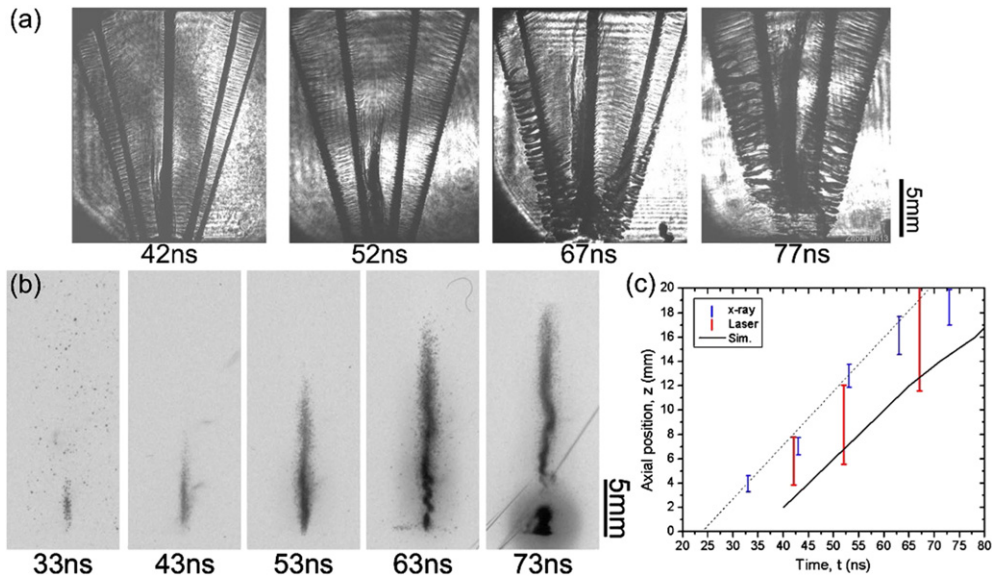 (a)
42ns
52ns
67ns
77ns
5mm
(b)
33ns
43ns
53ns
63ns
73ns
5mm
(c)
x-ray
Laser
Sim.
Axial position, z (mm)
20
18
16
14
12
10
8
6
4
2
0
20 25 30 35 40 45 50 55 60 65 70 75 80
Time, t (ns)